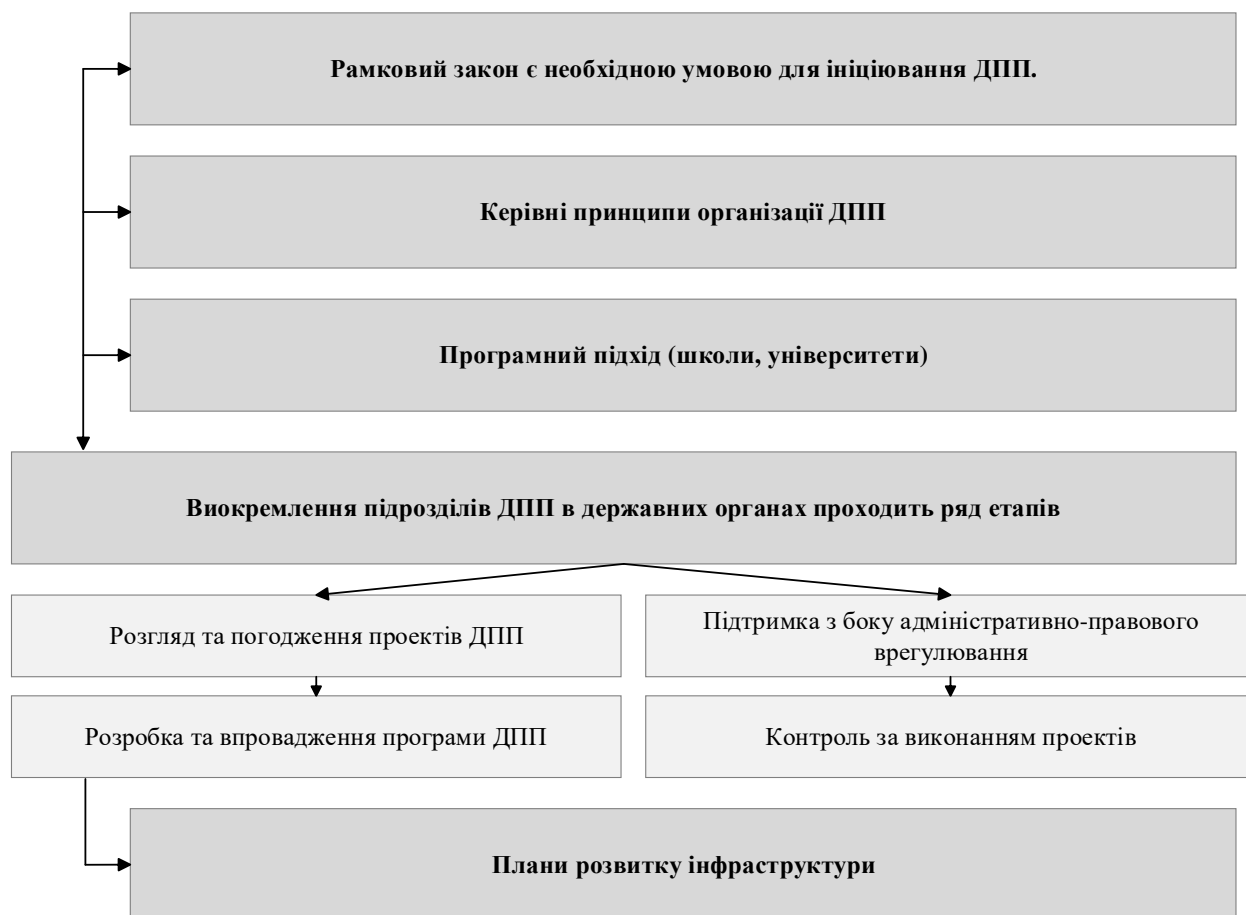 Рамковий закон є необхідною умовою для ініціювання ДПП.
Керівні принципи організації ДПП
Програмний підхід (школи, університети)
Виокремлення підрозділів ДПП в державних органах проходить ряд етапів
Розгляд та погодження проектів ДПП
Підтримка з боку адміністративно-правового
врегулювання
Розробка та впровадження програми ДПП
Контроль за виконанням проектів
Плани розвитку інфраструктури